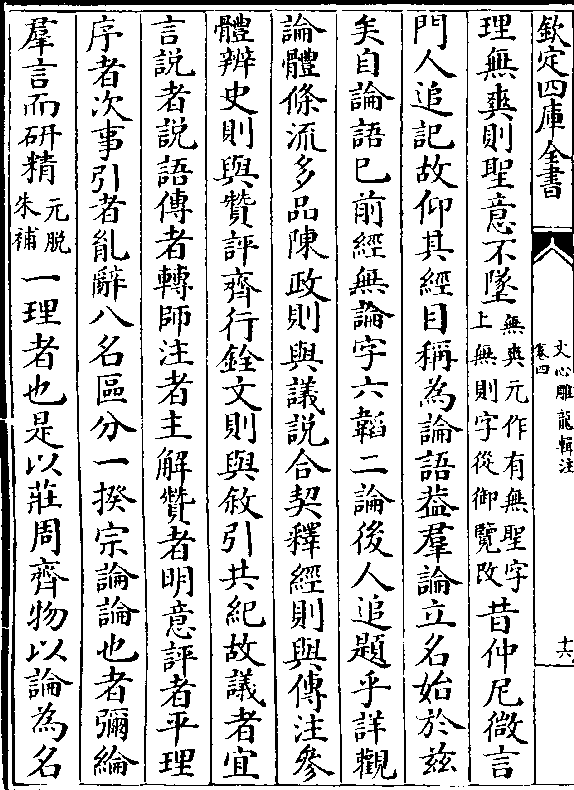 欽定四庫全書
文心雕龍輯注
卷四
十六
理無爽則聖意不墜無爽元作有無聖字
上無則字從御覽改昔仲尼微言
門人追記故仰其經目稱為論語葢羣論立名始於兹
矣自論語已前經無論字六韜二論後人追題乎詳觀
論體條流多品陳政則與議説合契釋經則與傳注參
體辨史則與贊評齊行銓文則與敘引共紀故議者宜
言説者説語傳者轉師注者主解贊者明意評者平理
序者次事引者𦙍辭八名區分一揆宗論論也者彌綸
羣言而研精元脱
朱補一理者也是以莊周齊物以論為名